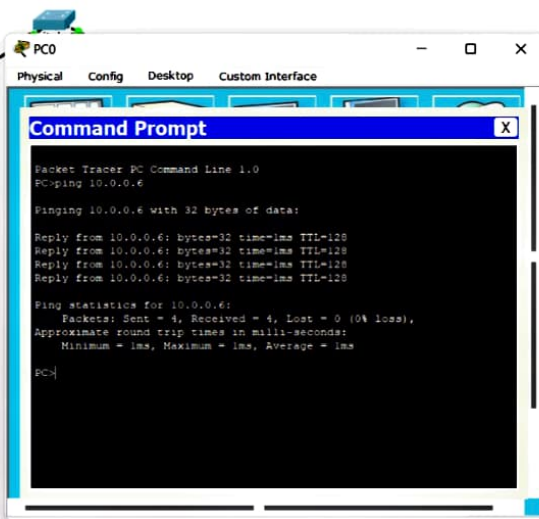 PC0
Physical Config Desktop Custom Interface
Command Prompt
X
Packet Tracer PC Command Line 1.0
PC>ping 10.0.0.6
Pinging 10.0.0.6 with 32 bytes of data:
Reply from 10.0.0.6: bytes=32 time=1ms TTL=128
Reply from 10.0.0.6: bytes=32 time=1ms TTL=128
Reply from 10.0.0.6: bytes=32 time=1ms TTL=128
Reply from 10.0.0.6: bytes=32 time=1ms TTL=128
Ping statistics for 10.0.0.6:
Packets: Sent = 4, Received = 4, Lost = 0 (0% loss),
Approximate round trip times in milli-seconds:
Minimum = 1ms, Maximum = 1ms, Average = 1ms
PC>